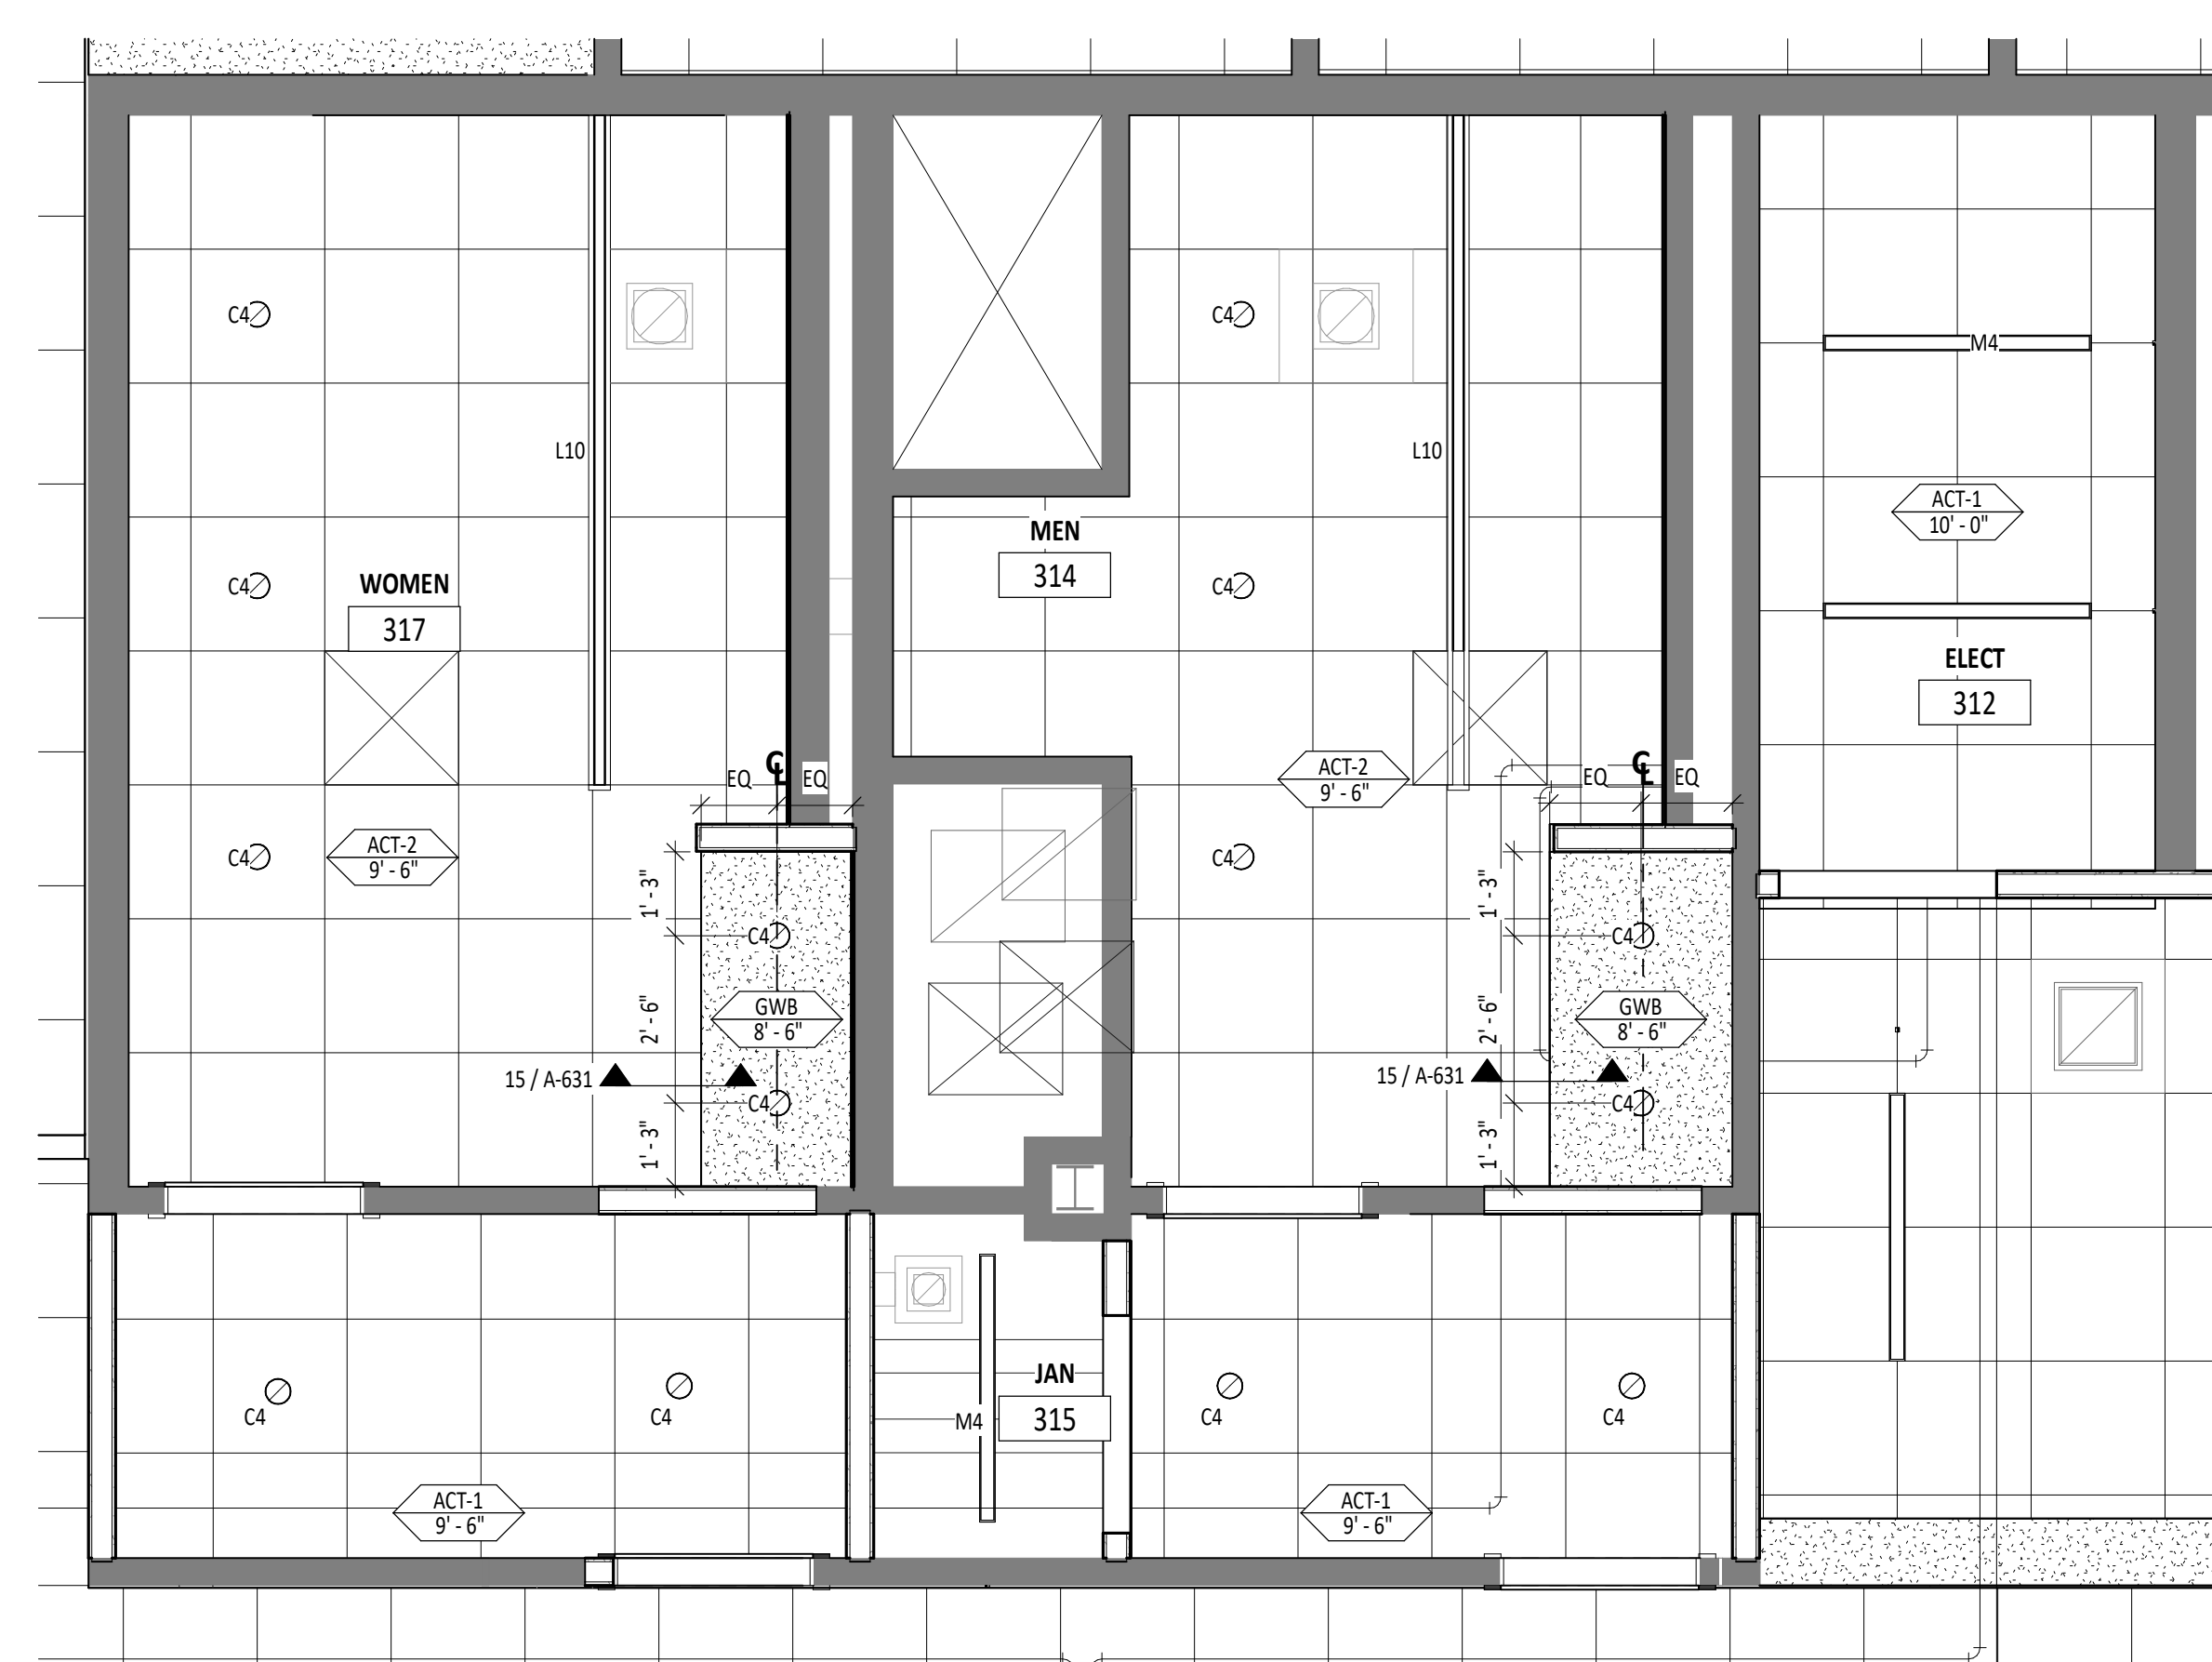 C4
C4
M4
L10
L10
ACT-1
10' - 0"
MEN
314
C4
WOMEN
317
C4
ELECT
312
EQ
CL
EQ
ACT-2
9' - 6"
EQ
CL
EQ
C4
ACT-2
9' - 6"
1' - 3"
C4
1' - 3"
C4
C4
2' - 6"
GWB
8' - 6"
2' - 6"
GWB
8' - 6"
15 / A-631
C4
15 / A-631
C4
1' - 3"
1' - 3"
JAN
315
C4
C4
M4
C4
C4
ACT-1
9' - 6"
ACT-1
9' - 6"